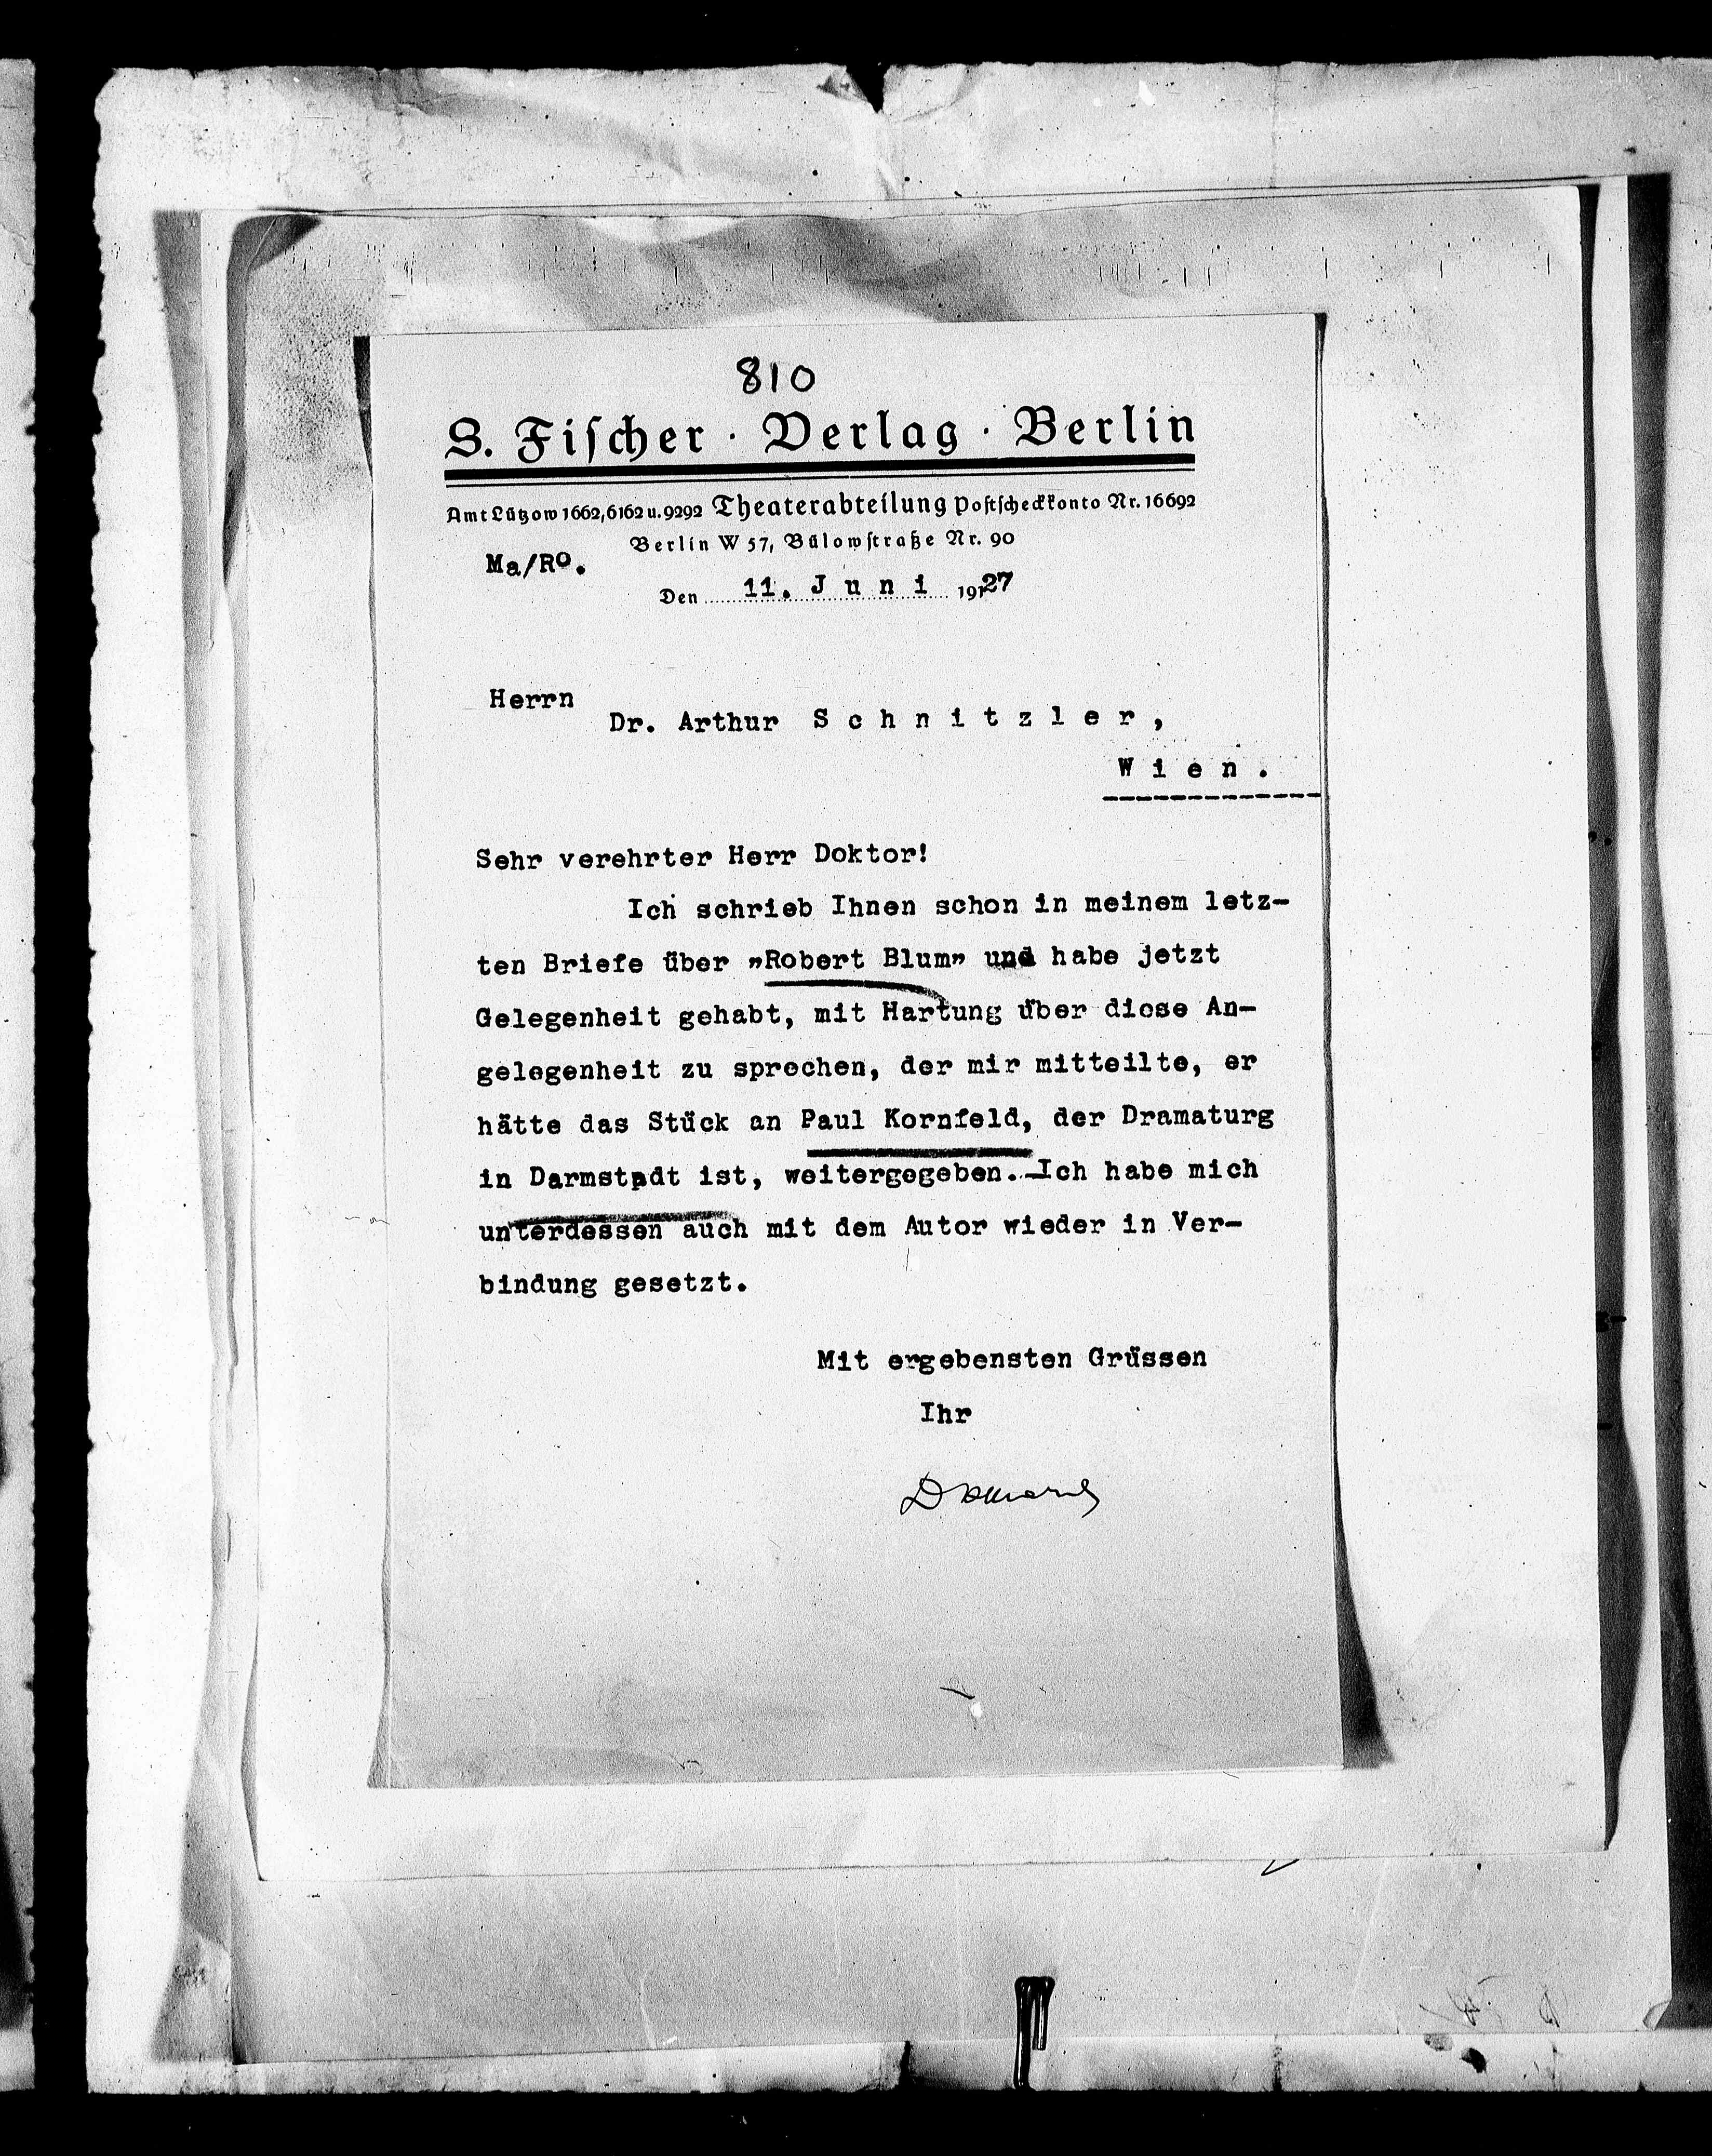 810
S. Fischer · Verlag · Berlin
Amt Lützow 1662, 6162 u. 9292 Theaterabteilung Postscheckkonto Nr. 16692
Berlin W 57, Bülowstraße Nr. 90
Ma/Ro.
Den 11. Juni 1927
Herrn
Dr. Arthur Schnitzler,
Wien.
Sehr verehrter Herr Doktor!
Ich schrieb Ihnen schon in meinem letz-
ten Briefe über „Robert Blum" und habe jetzt
Gelegenheit gehabt, mit Hartung über diese An-
gelegenheit zu sprechen, der mir mitteilte, er
hätte das Stück an Paul Kornfeld, der Dramaturg
in Darmstadt ist, weitergegeben.-Ich habe mich
unterdessen auch mit dem Autor wieder in Ver-
bindung gesetzt.
Mit ergebensten Grüssen
Ihr